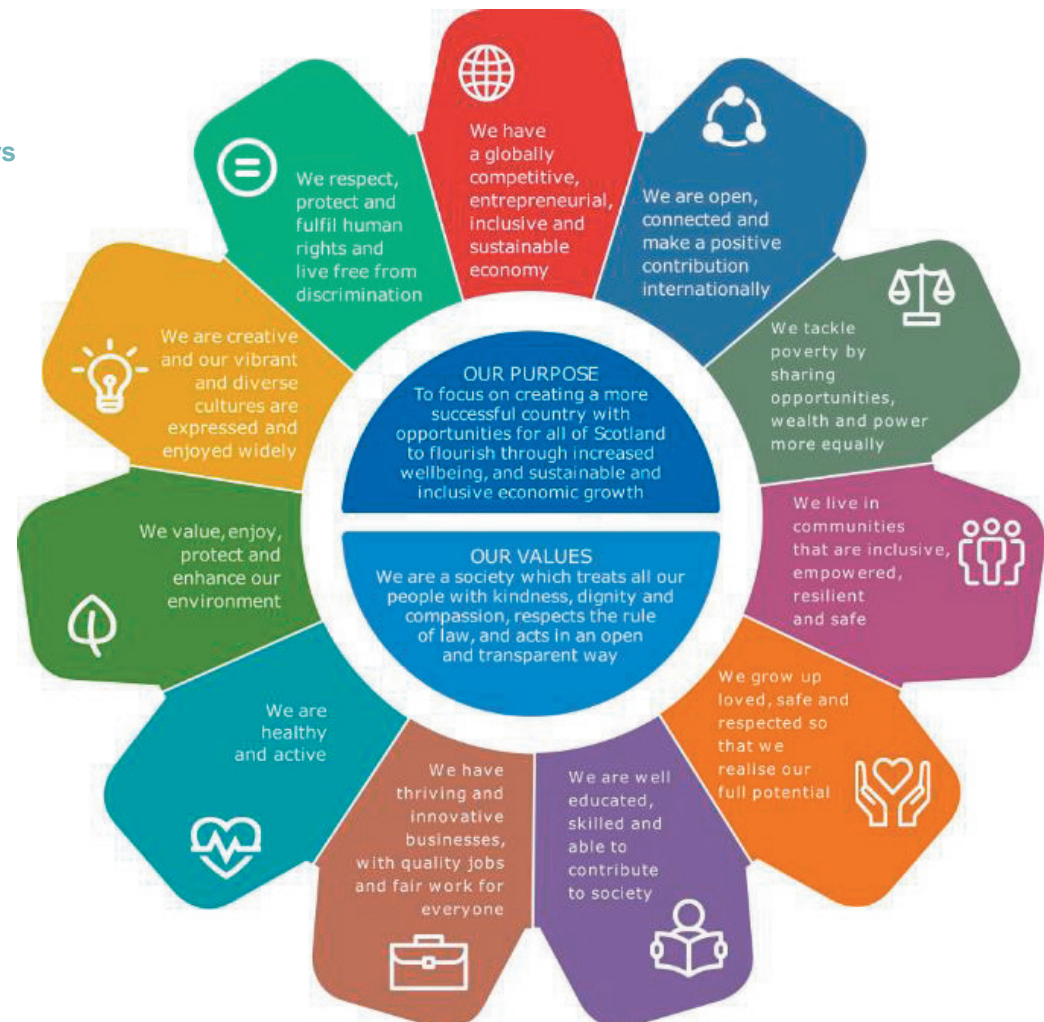 rs
We have
a globally
competitive,
entrepreneurial,
inclusive and
sustainable
economy
We are open,
connected and
make a positive
contribution
internationally
We tackle
poverty by
sharing
opportunities,
wealth and power
more equally
We live in
communities
that are inclusive,
empowered,
resilient
and safe
We grow up
loved, safe and
respected so
that we
realise our
full potential
We are well
educated,
skilled and
able to
contribute
to society
We have
thriving and
innovative
businesses,
with quality jobs
and fair work for
everyone
We are
healthy
and active
We value, enjoy,
protect and
enhance our
environment
We are creative
and our vibrant
and diverse
cultures are
expressed and
enjoyed widely
We respect,
protect and
fulfil human
rights and
live free from
discrimination
OUR PURPOSE
To focus on creating a more
successful country with
opportunities for all of Scotland
to flourish through increased
wellbeing, and sustainable and
inclusive economic growth
OUR VALUES
We are a society which treats all our
people with kindness, dignity and
compassion, respects the rule
of law, and acts in an open
and transparent way